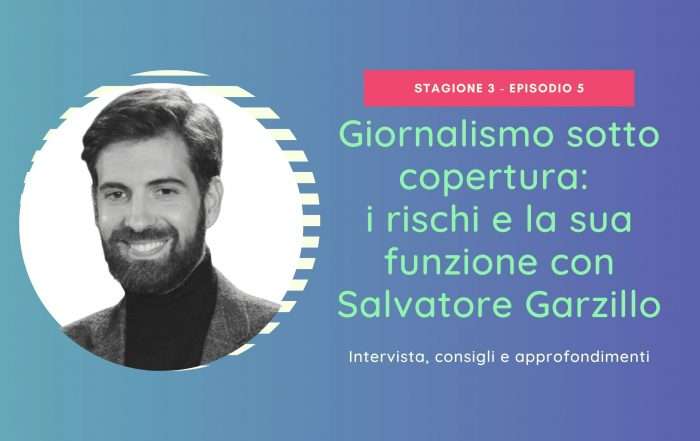 STAGIONE 3 - EPISODIO 5
Giornalismo sotto
copertura:
i rischi e la sua
funzione con
Salvatore Garzillo
Intervista, consigli e approfondimenti